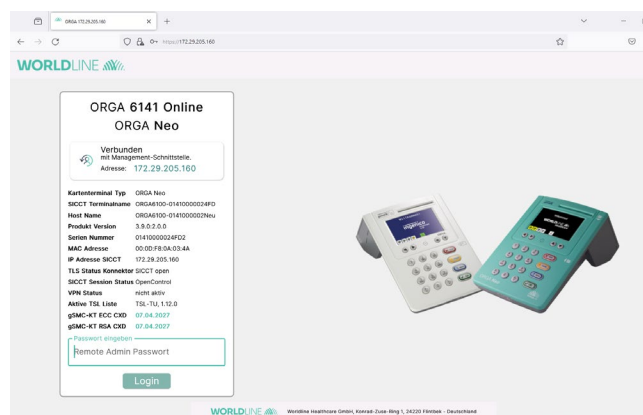 ORGA 172.29.205.160
https://172.29.205.160
WORLDLINE
ORGA 6141 Online
ORGA Neo
Verbunden
mit Management-Schnittstelle.
Adresse: 172.29.205.160
Kartenterminal Typ ORGA Neo
SICCT Terminalname ORGA6100-01410000024FD
Host Name ORGA6100-0141000002Neu
Produkt Version 3.9.0:2.0.0
Serien Nummer 01410000024FD2
MAC Adresse 00:0D:F8:0A:03:4A
IP Adresse SICCT 172.29.205.160
TLS Status Konnektor SICCT open
SICCT Session Status OpenControl
VPN Status nicht aktiv
Aktive TSL Liste TSL-TU, 1.12.0
gSMC-KT ECC CXD 07.04.2027
gSMC-KT RSA CXD 07.04.2027
Passwort eingeben
Remote Admin Passwort
Login
ingenico
WORLDLINE Worldline Healthcare GmbH, Konrad-Zuse-Ring 1, 24220 Flintbek - Deutschland